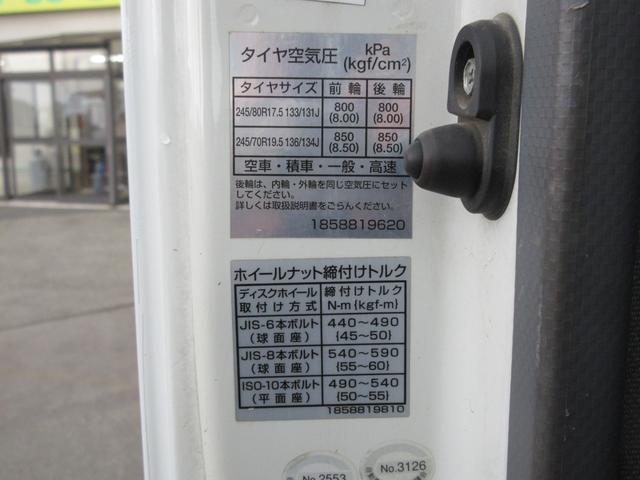 タイヤ空気圧 kPa (kgf/cm²)
タイヤサイズ 前輪 後輪
245/80R17.5 133/131J 800 (8.00) 800 (8.00)
245/70R19.5 136/134J 850 (8.50) 850 (8.50)
空車・積車・一般・高速
後輪は、内輪・外輪を同じ空気圧にセット
してください。
詳しくは取扱説明書をごらんください。
1858819620
ホイールナット締付けトルク
ディスクホイール 締付けトルク
取付け方式 N-m {kgf-m}
JIS-6本ボルト 440～490
(球面座) {45～50}
JIS-8本ボルト 540～590
(球面座) {55～60}
ISO-10本ボルト 490～540
(平面座) {50～55}
1858819810
No.3126
No.2553